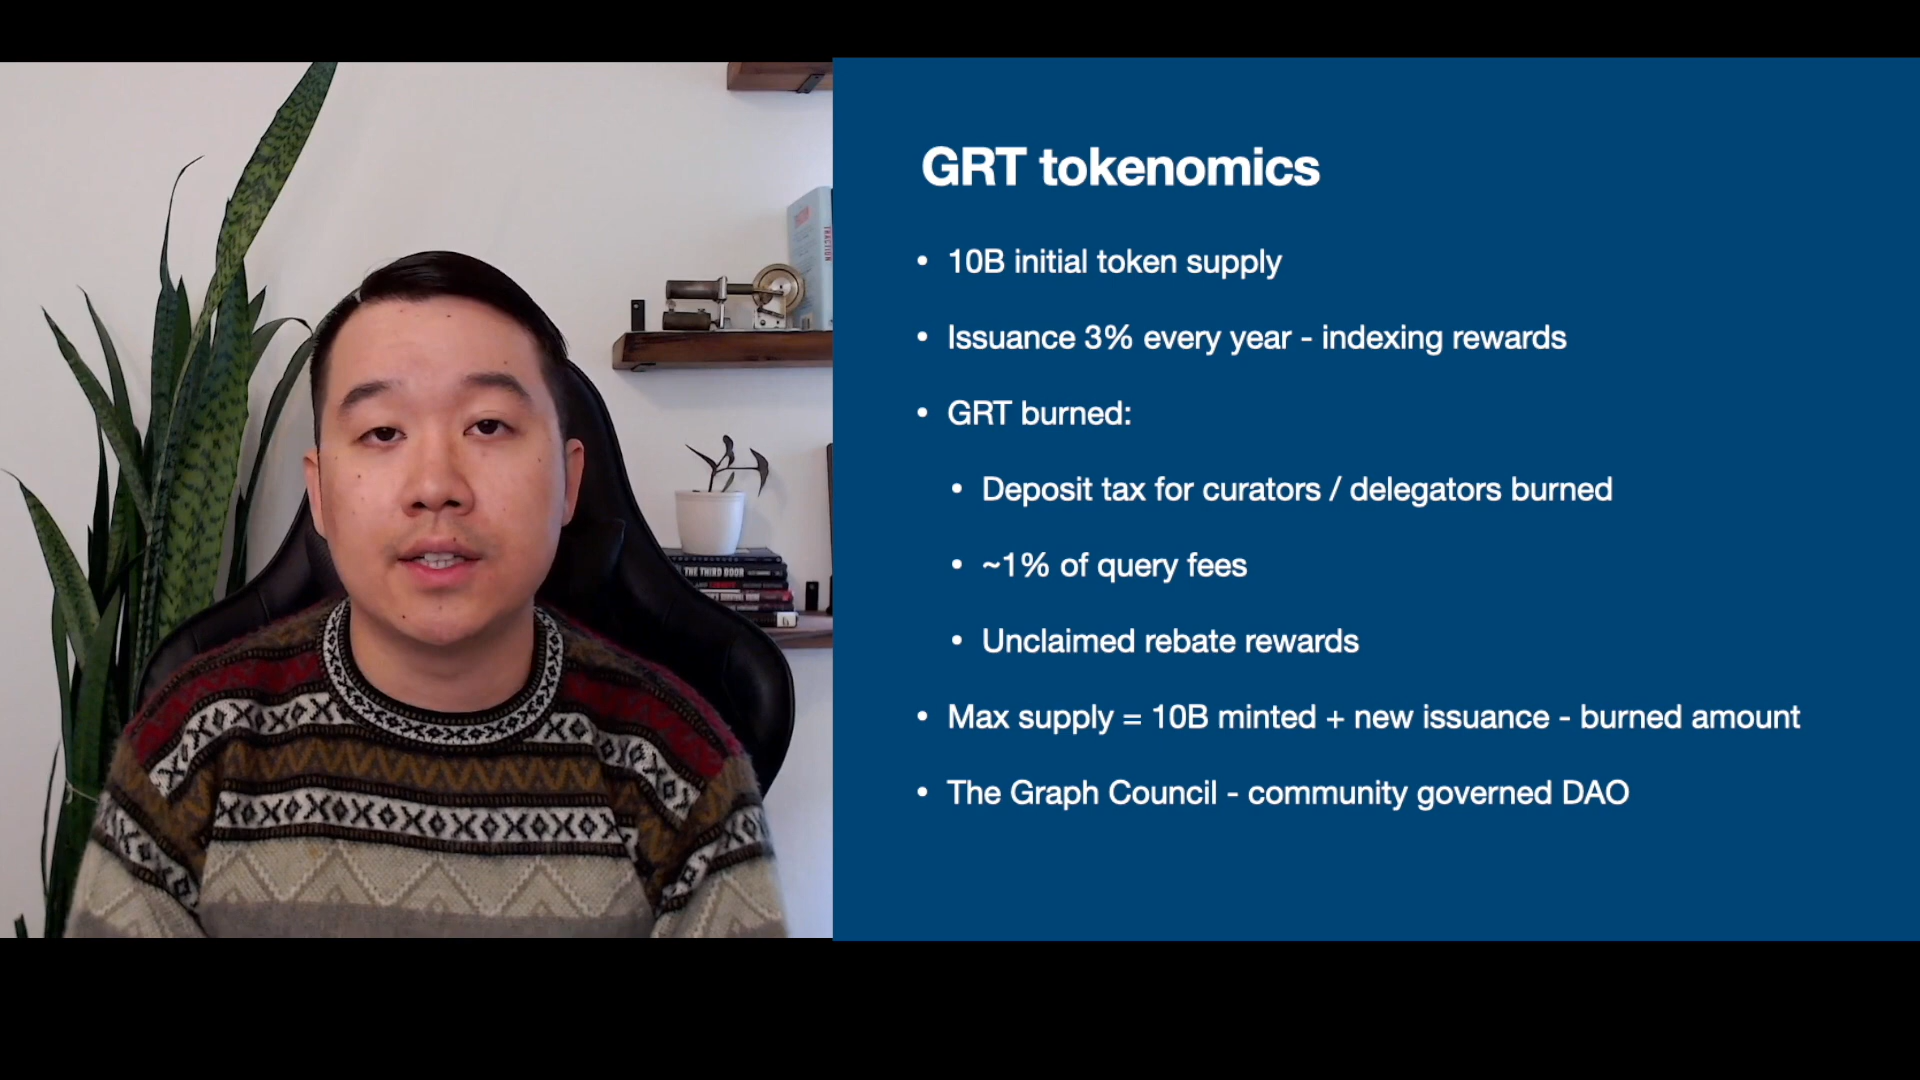 GRT tokenomics
• 10B initial token supply
• Issuance 3% every year - indexing rewards
• GRT burned:
• Deposit tax for curators / delegators burned
• ~1% of query fees
• Unclaimed rebate rewards
• Max supply = 10B minted + new issuance - burned amount
• The Graph Council - community governed DAO
TRACTION
THE THIRD DOOR